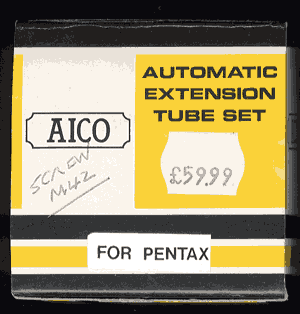 AUTOMATIC
EXTENSION
TUBE SET
AICO
£59.99
SCREW
M42
FOR PENTAX